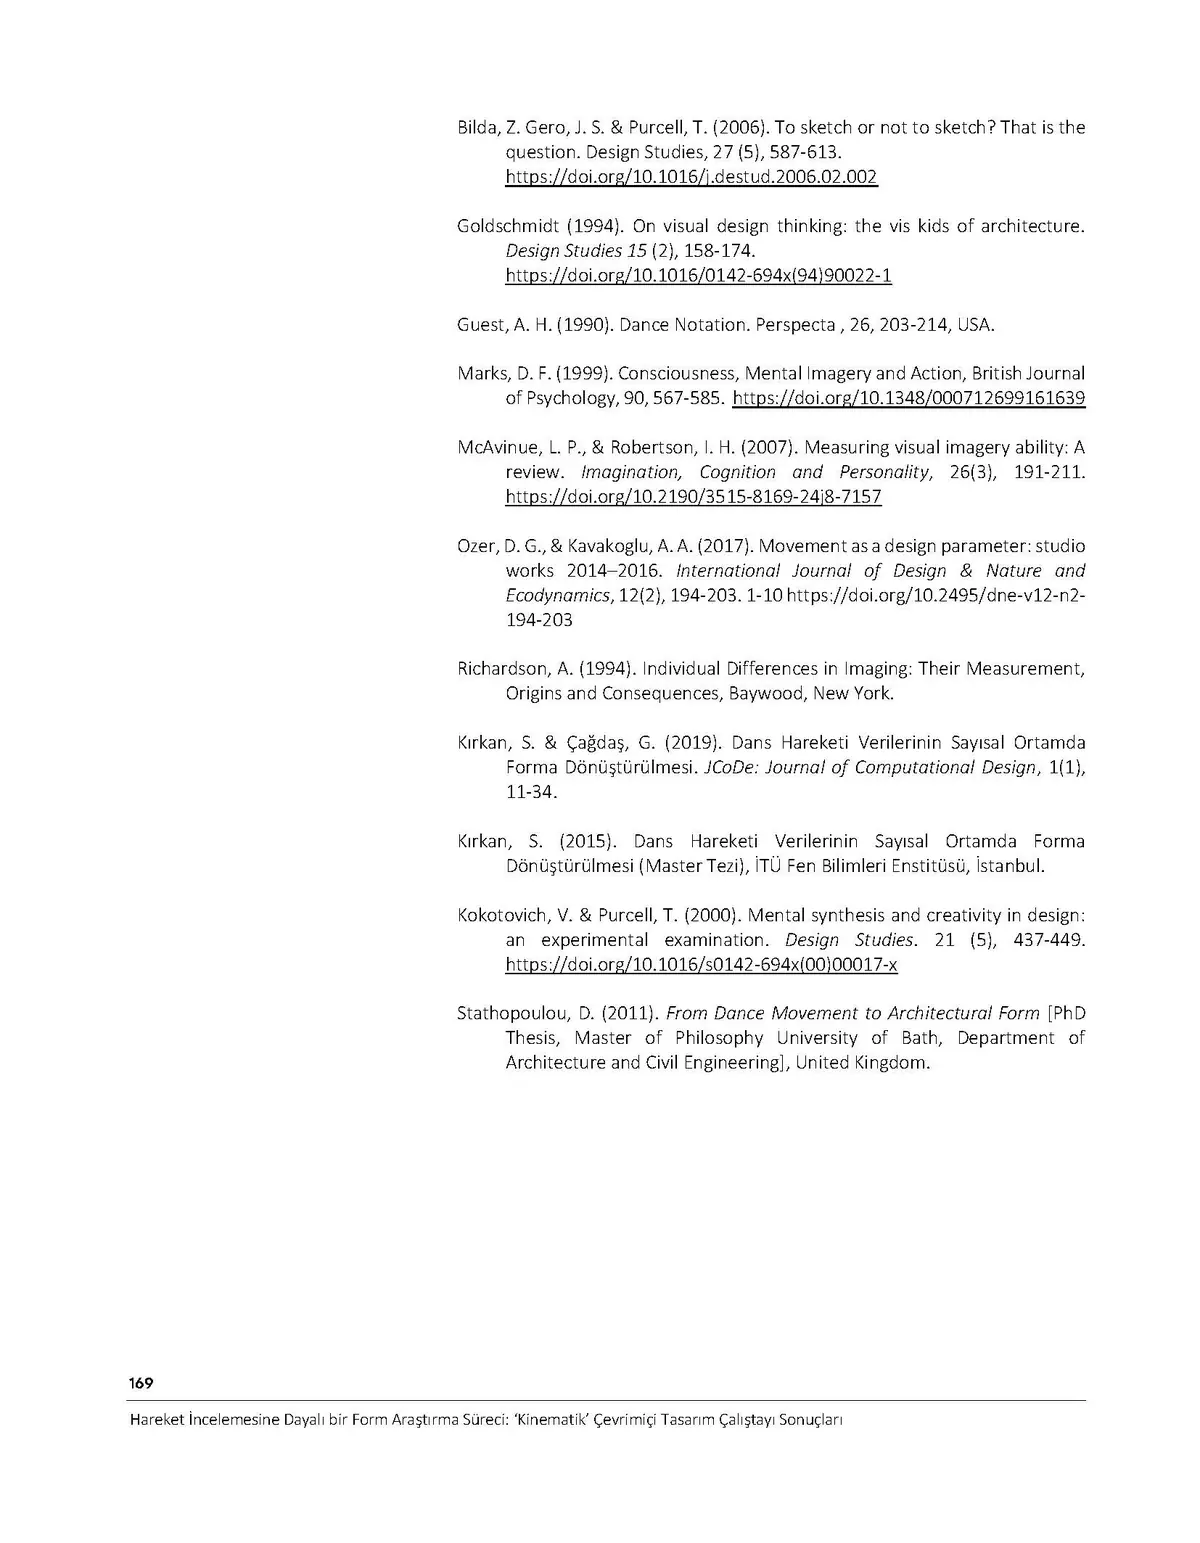 Bilda, Z. Gero, J. S. & Purcell, T. (2006). To sketch or not to sketch? That is the
question. Design Studies, 27 (5), 587-613.
https://doi.org/10.1016/j.destud.2006.02.002
Goldschmidt (1994). On visual design thinking: the vis kids of architecture.
Design Studies 15 (2), 158-174.
https://doi.org/10.1016/0142-694x(94)90022-1
Guest, A. H. (1990). Dance Notation. Perspecta , 26, 203-214, USA.
Marks, D. F. (1999). Consciousness, Mental Imagery and Action, British Journal
of Psychology, 90, 567-585. https://doi.org/10.1348/000712699161639
McAvinue, L. P., & Robertson, I. H. (2007). Measuring visual imagery ability: A
review. Imagination, Cognition and Personality, 26(3), 191-211.
https://doi.org/10.2190/3515-8169-24j8-7157
Ozer, D. G., & Kavakoglu, A. A. (2017). Movement as a design parameter: studio
works 2014–2016. International Journal of Design & Nature and
Ecodynamics, 12(2), 194-203. 1-10 https://doi.org/10.2495/dne-v12-n2-
194-203
Richardson, A. (1994). Individual Differences in Imaging: Their Measurement,
Origins and Consequences, Baywood, New York.
Kırkan, S. & Çağdaş, G. (2019). Dans Hareketi Verilerinin Sayısal Ortamda
Forma Dönüştürülmesi. JCoDe: Journal of Computational Design, 1(1),
11-34.
Kırkan, S. (2015). Dans Hareketi Verilerinin Sayısal Ortamda Forma
Dönüştürülmesi (Master Tezi), İTÜ Fen Bilimleri Enstitüsü, İstanbul.
Kokotovich, V. & Purcell, T. (2000). Mental synthesis and creativity in design:
an experimental examination. Design Studies. 21 (5), 437-449.
https://doi.org/10.1016/s0142-694x(00)00017-x
Stathopoulou, D. (2011). From Dance Movement to Architectural Form [PhD
Thesis, Master of Philosophy University of Bath, Department of
Architecture and Civil Engineering], United Kingdom.
169
Hareket İncelemesine Dayalı bir Form Araştırma Süreci: ‘Kinematik’ Çevrimiçi Tasarım Çalıştayı Sonuçları